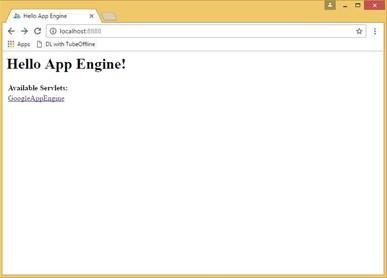 Hello App Engine
localhost:8888
Apps
DL with TubeOffline
Hello App Engine!
Available Servlets:
GoogleAppEngine